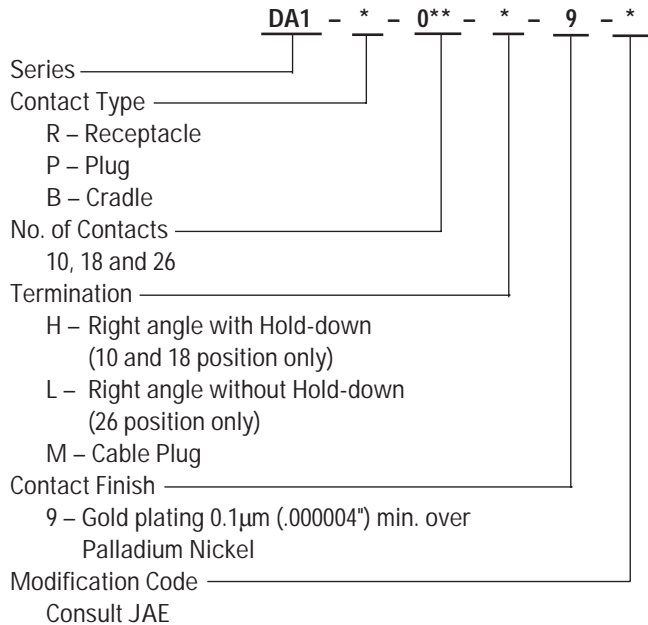 DA1 – * – 0** – * – 9 – *
Series
Contact Type
R – Receptacle
P – Plug
B – Cradle
No. of Contacts
10, 18 and 26
Termination
H – Right angle with Hold-down
(10 and 18 position only)
L – Right angle without Hold-down
(26 position only)
M – Cable Plug
Contact Finish
9 – Gold plating 0.1μm (.000004") min. over
Palladium Nickel
Modification Code
Consult JAE